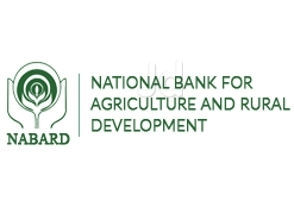 NABARD
NATIONAL BANK FOR
AGRICULTURE AND RURAL
DEVELOPMENT